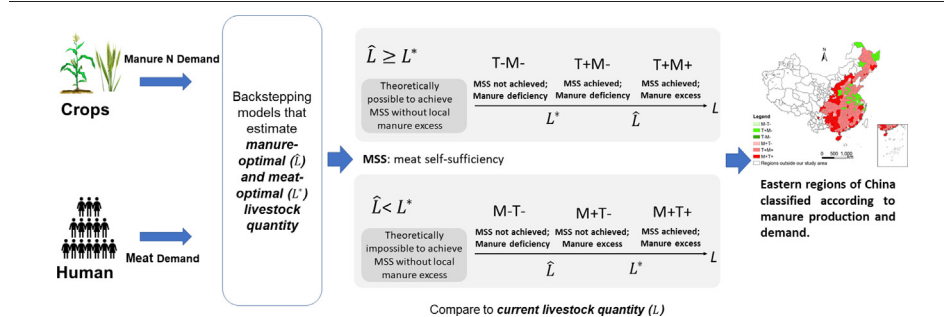 Manure N Demand
Crops
Human
Meat Demand
Backstepping
models that
estimate
manure-
optimal (L̂)
and meat-
optimal (L*)
livestock
quantity
L̂ ≥ L*
T-M- T+M- T+M+
Theoretically
possible to achieve
MSS without local
manure excess
MSS not achieved; MSS achieved; MSS achieved;
Manure deficiency Manure deficiency Manure excess
L* L̂ L
MSS: meat self-sufficiency
L̂< L*
M-T- M+T- M+T+
Theoretically
impossible to achieve
MSS without local
manure excess
MSS not achieved; MSS not achieved; MSS achieved;
Manure deficiency Manure excess Manure excess
L̂ L* L
Compare to current livestock quantity (L)
N
Legend
M-T-
T+M-
T-M-
M+T-
T+M+
M+T+
Regions outside our study area
0 500 1,000
Eastern regions of China
classified according to
manure production and
demand.